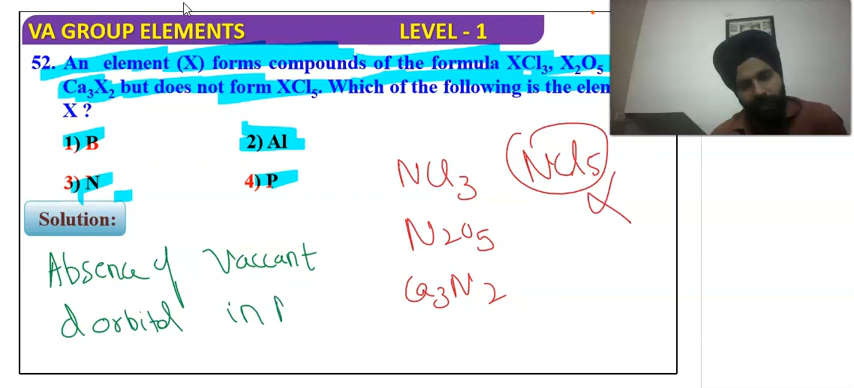 VA GROUP ELEMENTS
LEVEL - 1
52. An element (X) forms compounds of the formula XCl₃, X₂O₅
Ca₃X₂ but does not form XCl₅. Which of the following is the elem
X ?
1) B
2) Al
3) N
4) P
Solution:
Absence of Vaccant
d orbital in
NCl₃
NCl₅
N₂O₅
Ca₃N₂